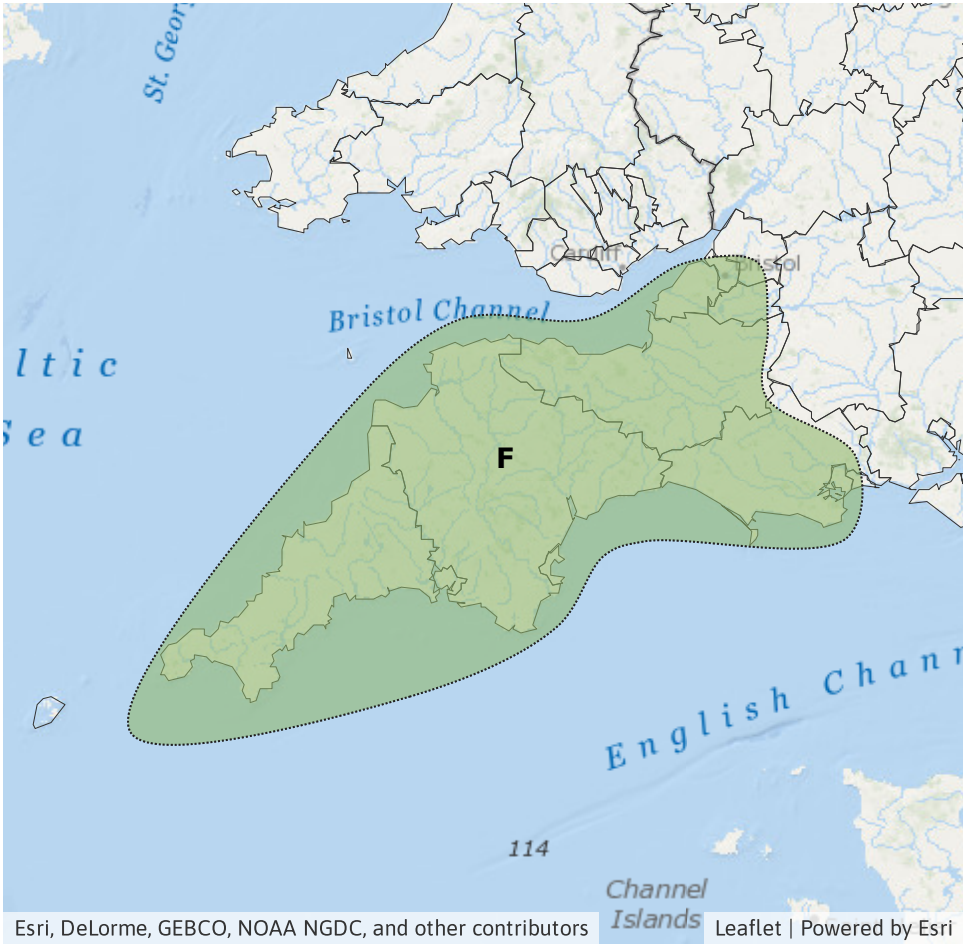 St. Geor
Cardiff
Bristol
Bristol Channel
ltic
Sea
F
English Chann
114
Channel
Islands
Esri, DeLorme, GEBCO, NOAA NGDC, and other contributors
Leaflet | Powered by Esri